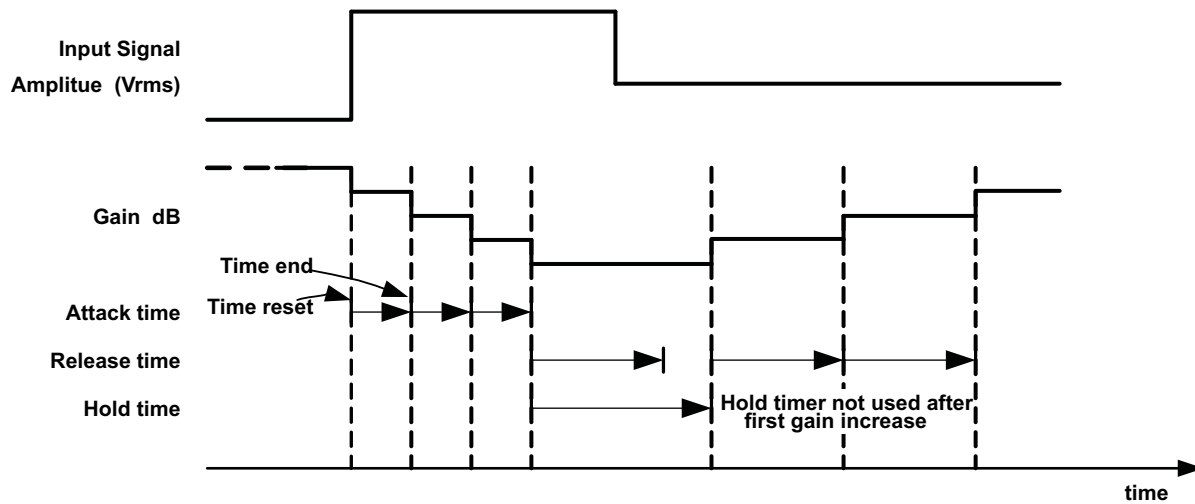 Input Signal
Amplitue (Vrms)
Gain dB
Time end
Time reset
Attack time
Release time
Hold time
Hold timer not used after
first gain increase
time